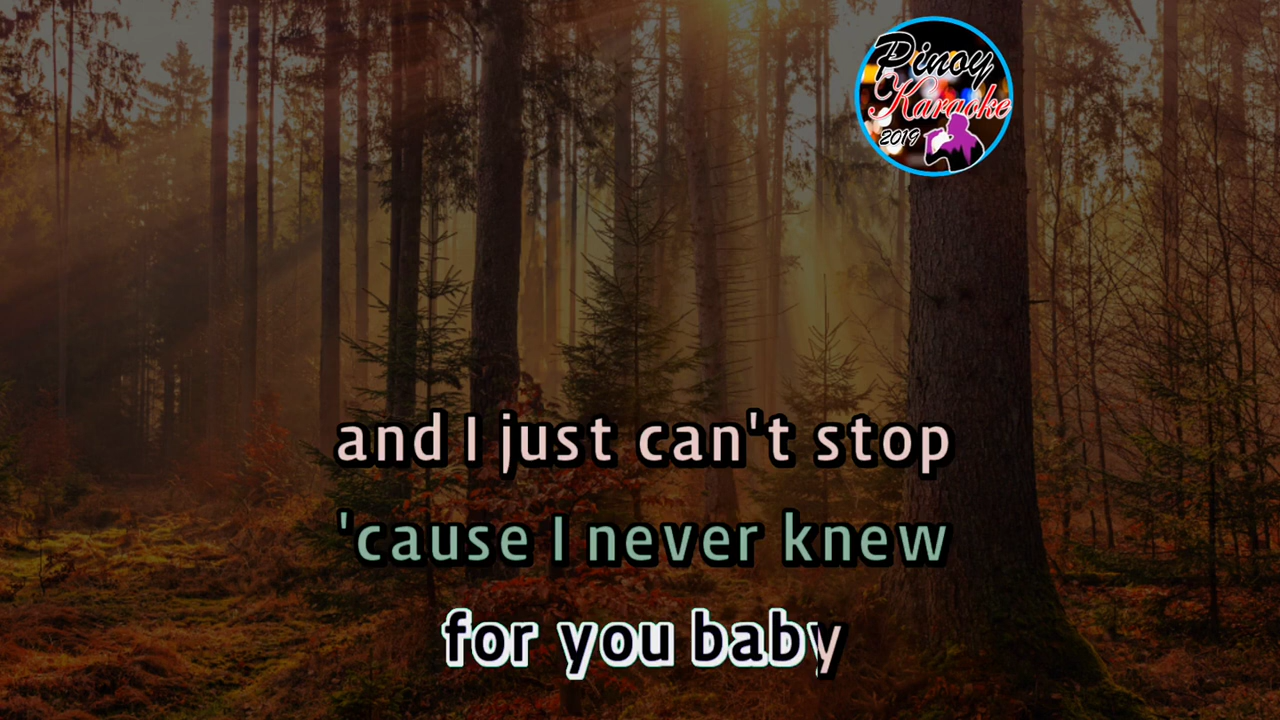 Pinoy
Karaoke
2019
and I just can't stop
'cause I never knew
for you baby